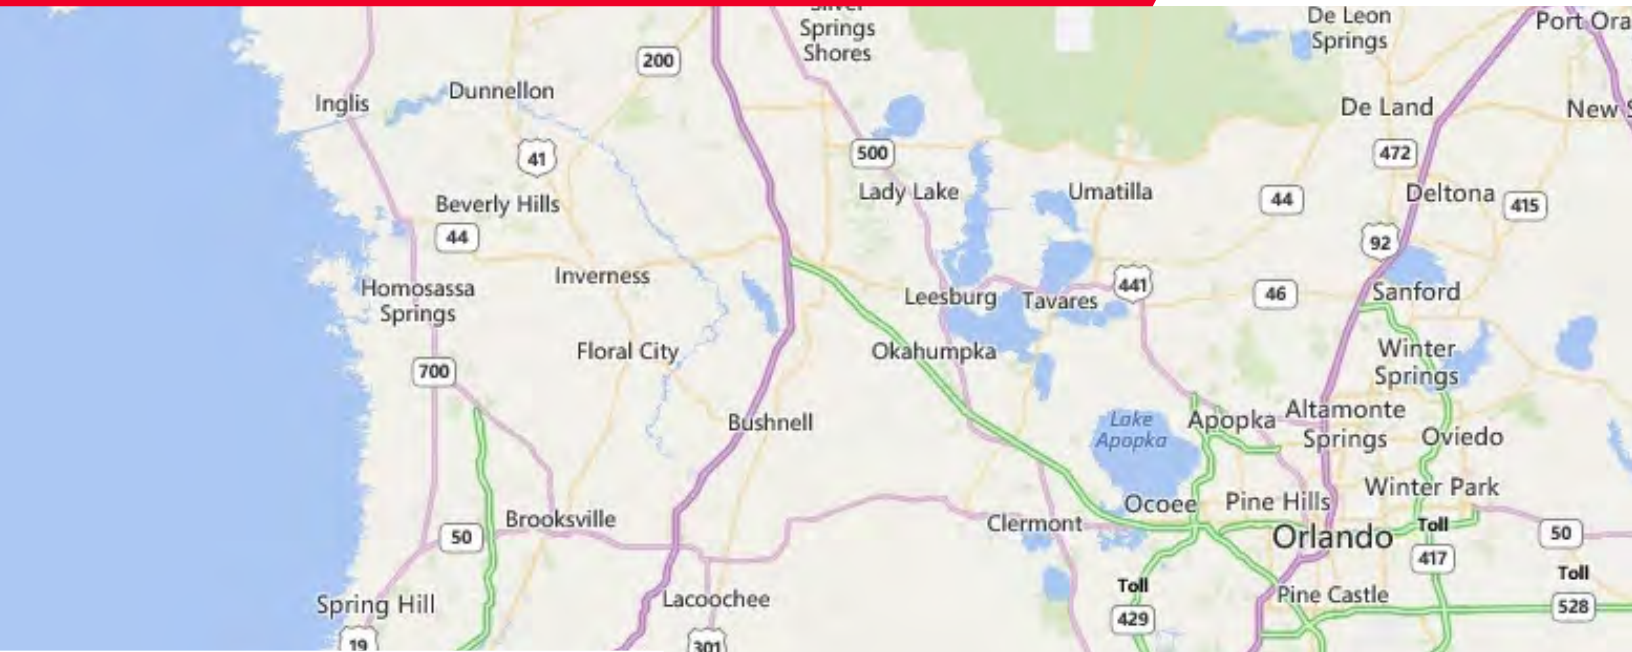 Silver
Springs
Shores
De Leon
Springs
Port Ora
200
Dunnellon
Inglis
De Land
New S
41
500
472
Lady Lake
Umatilla
44
Deltona
415
Beverly Hills
44
92
Inverness
Homosassa
Springs
Leesburg
Tavares
441
46
Sanford
Floral City
Okahumpka
Winter
Springs
700
Bushnell
Lake
Apopka
Apopka
Altamonte
Springs
Oviedo
Winter Park
Brooksville
50
Clermont
Ocoee
Pine Hills
Orlando
Toll
417
50
Toll
528
Spring Hill
Lacoochee
Toll
429
Pine Castle
19
301